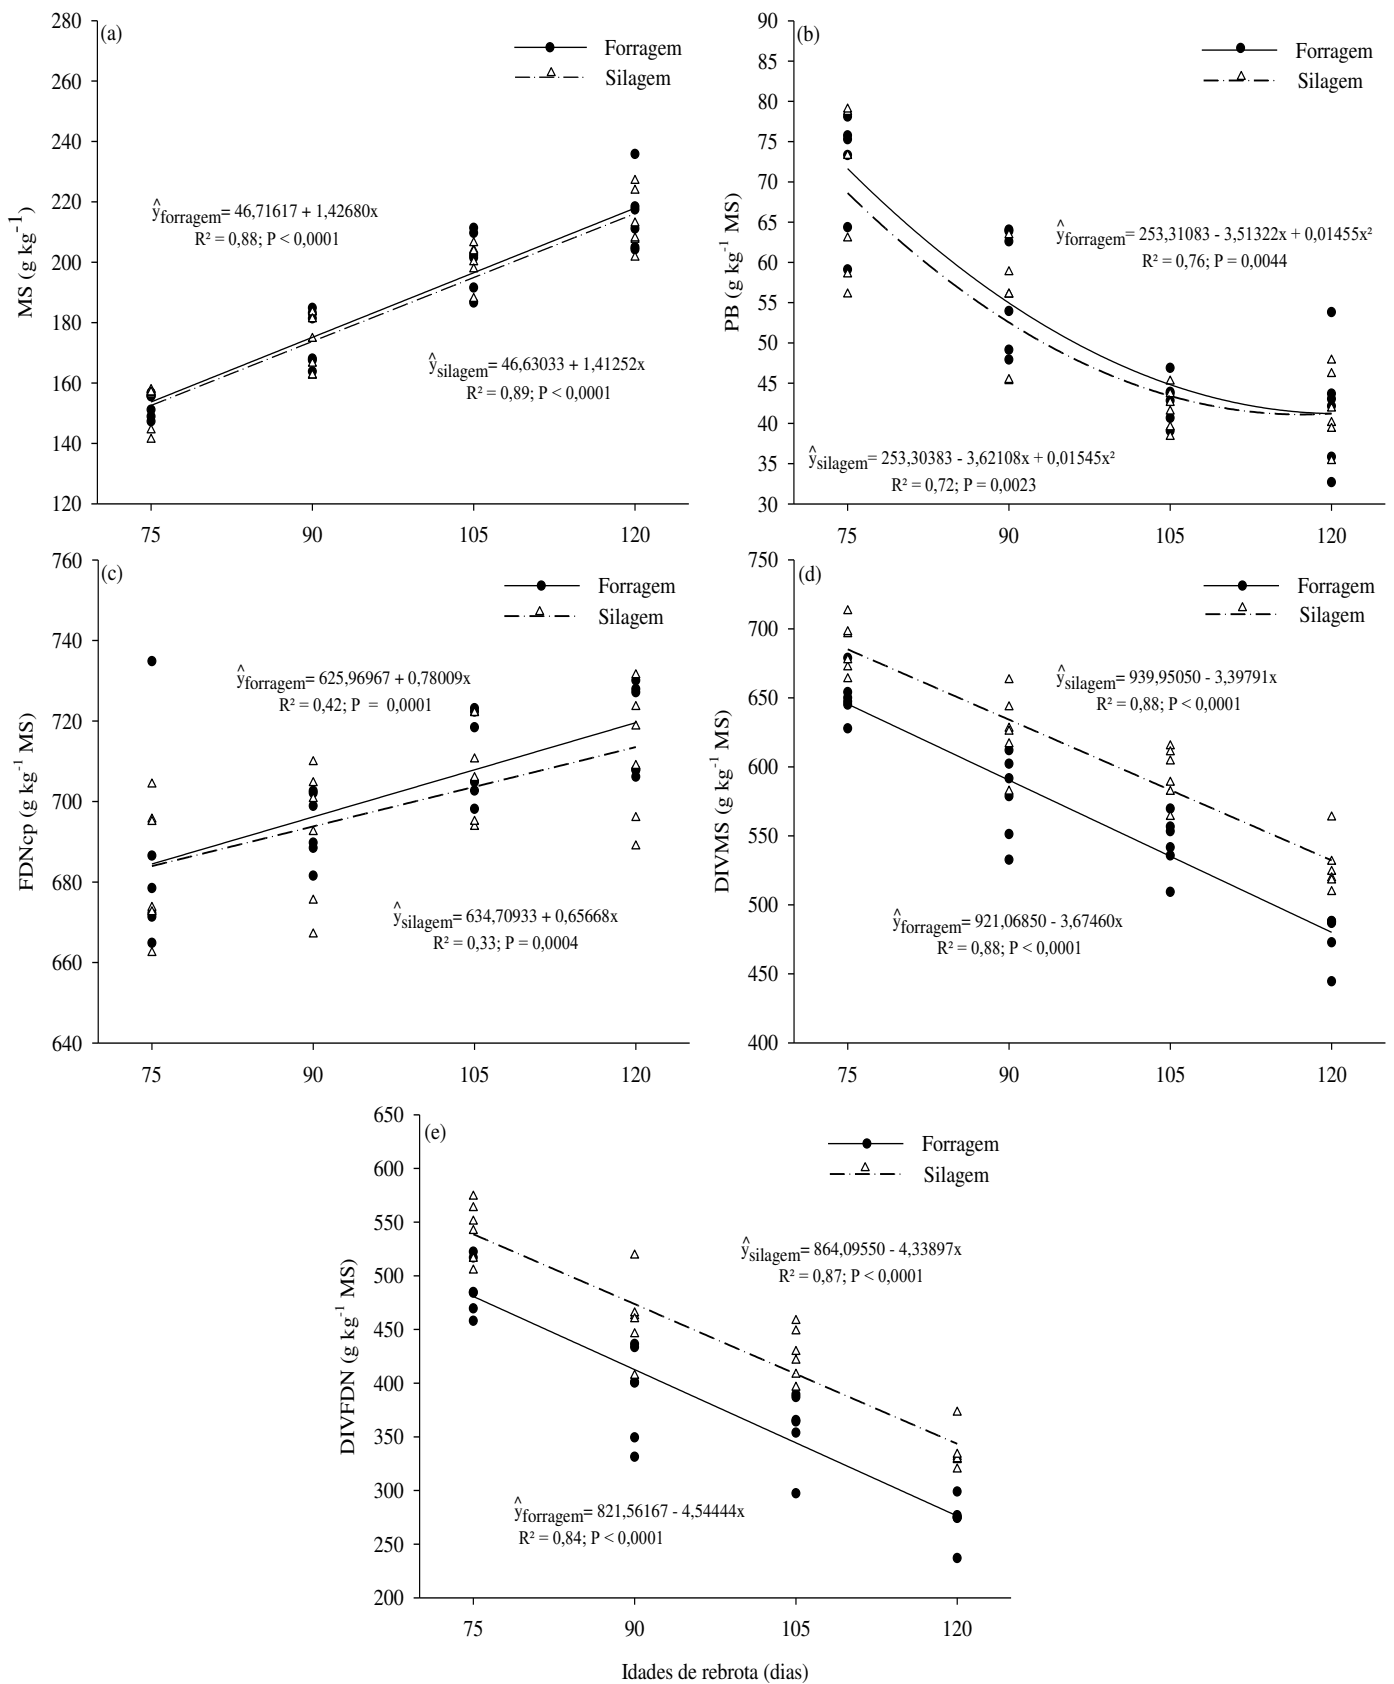 (a)
280
260
240
220
200
180
160
140
120
MS (g kg⁻¹)
Forragem
Silagem
ŷforragem= 46,71617 + 1,42680x
R² = 0,88; P < 0,0001
ŷsilagem= 46,63033 + 1,41252x
R² = 0,89; P < 0,0001
75 90 105 120
(b)
90
85
80
75
70
65
60
55
50
45
40
35
30
PB (g kg⁻¹ MS)
Forragem
Silagem
ŷforragem= 253,31083 - 3,51322x + 0,01455x²
R² = 0,76; P = 0,0044
ŷsilagem= 253,30383 - 3,62108x + 0,01545x²
R² = 0,72; P = 0,0023
75 90 105 120
(c)
760
740
720
700
680
660
640
FDNcp (g kg⁻¹ MS)
Forragem
Silagem
ŷforragem= 625,96967 + 0,78009x
R² = 0,42; P = 0,0001
ŷsilagem= 634,70933 + 0,65668x
R² = 0,33; P = 0,0004
75 90 105 120
(d)
750
700
650
600
550
500
450
400
DIVMS (g kg⁻¹ MS)
Forragem
Silagem
ŷsilagem= 939,95050 - 3,39791x
R² = 0,88; P < 0,0001
ŷforragem= 921,06850 - 3,67460x
R² = 0,88; P < 0,0001
75 90 105 120
(e)
650
600
550
500
450
400
350
300
250
200
DIVFDN (g kg⁻¹ MS)
Forragem
Silagem
ŷsilagem= 864,09550 - 4,33897x
R² = 0,87; P < 0,0001
ŷforragem= 821,56167 - 4,54444x
R² = 0,84; P < 0,0001
75 90 105 120
Idades de rebrota (dias)